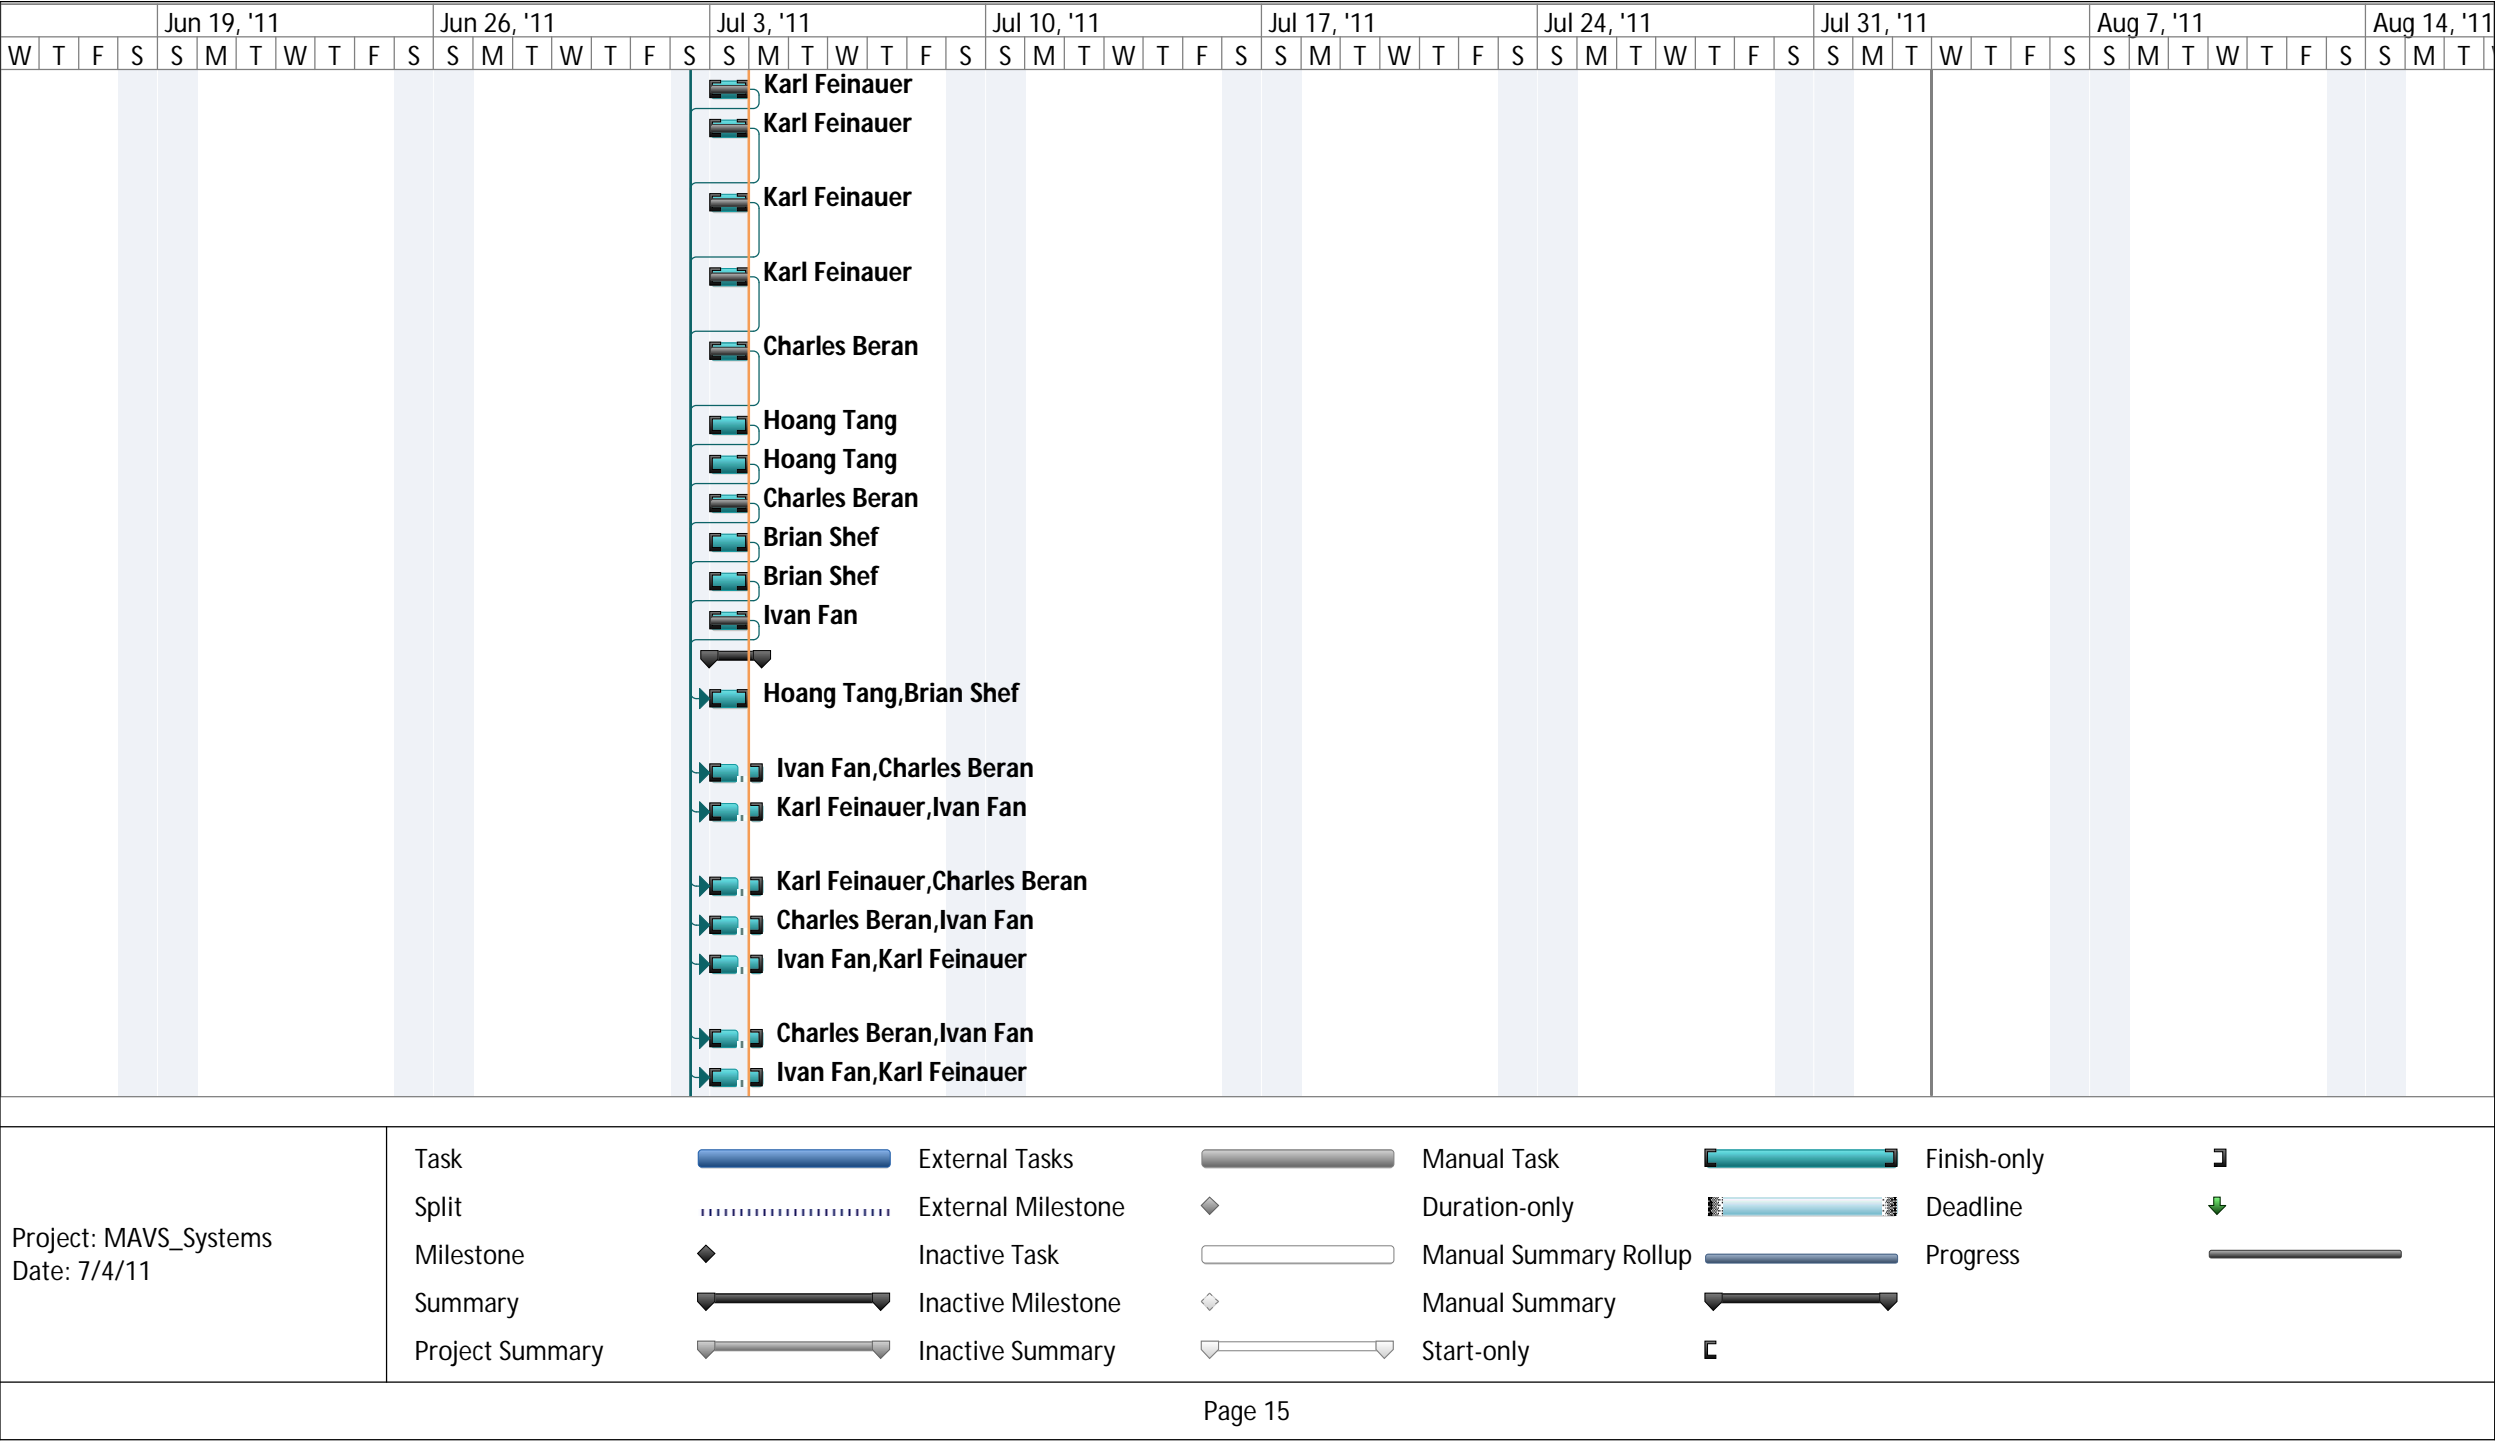 Jun 19, '11 Jun 26, '11 Jul 3, '11 Jul 10, '11 Jul 17, '11 Jul 24, '11 Jul 31, '11 Aug 7, '11 Aug 14, '11
W T F S S M T W T F S S M T W T F S S M T W T F S S M T W T F S S M T W T F S S M T W T F S S M T W T F S S M T W T F S S M T
Karl Feinauer
Karl Feinauer
Karl Feinauer
Karl Feinauer
Charles Beran
Hoang Tang
Hoang Tang
Charles Beran
Brian Shef
Brian Shef
Ivan Fan
Hoang Tang,Brian Shef
Ivan Fan,Charles Beran
Karl Feinauer,Ivan Fan
Karl Feinauer,Charles Beran
Charles Beran,Ivan Fan
Ivan Fan,Karl Feinauer
Charles Beran,Ivan Fan
Ivan Fan,Karl Feinauer
Project: MAVS_Systems
Date: 7/4/11
Task External Tasks Manual Task Finish-only
Split External Milestone Duration-only Deadline
Milestone Inactive Task Manual Summary Rollup Progress
Summary Inactive Milestone Manual Summary
Project Summary Inactive Summary Start-only
Page 15